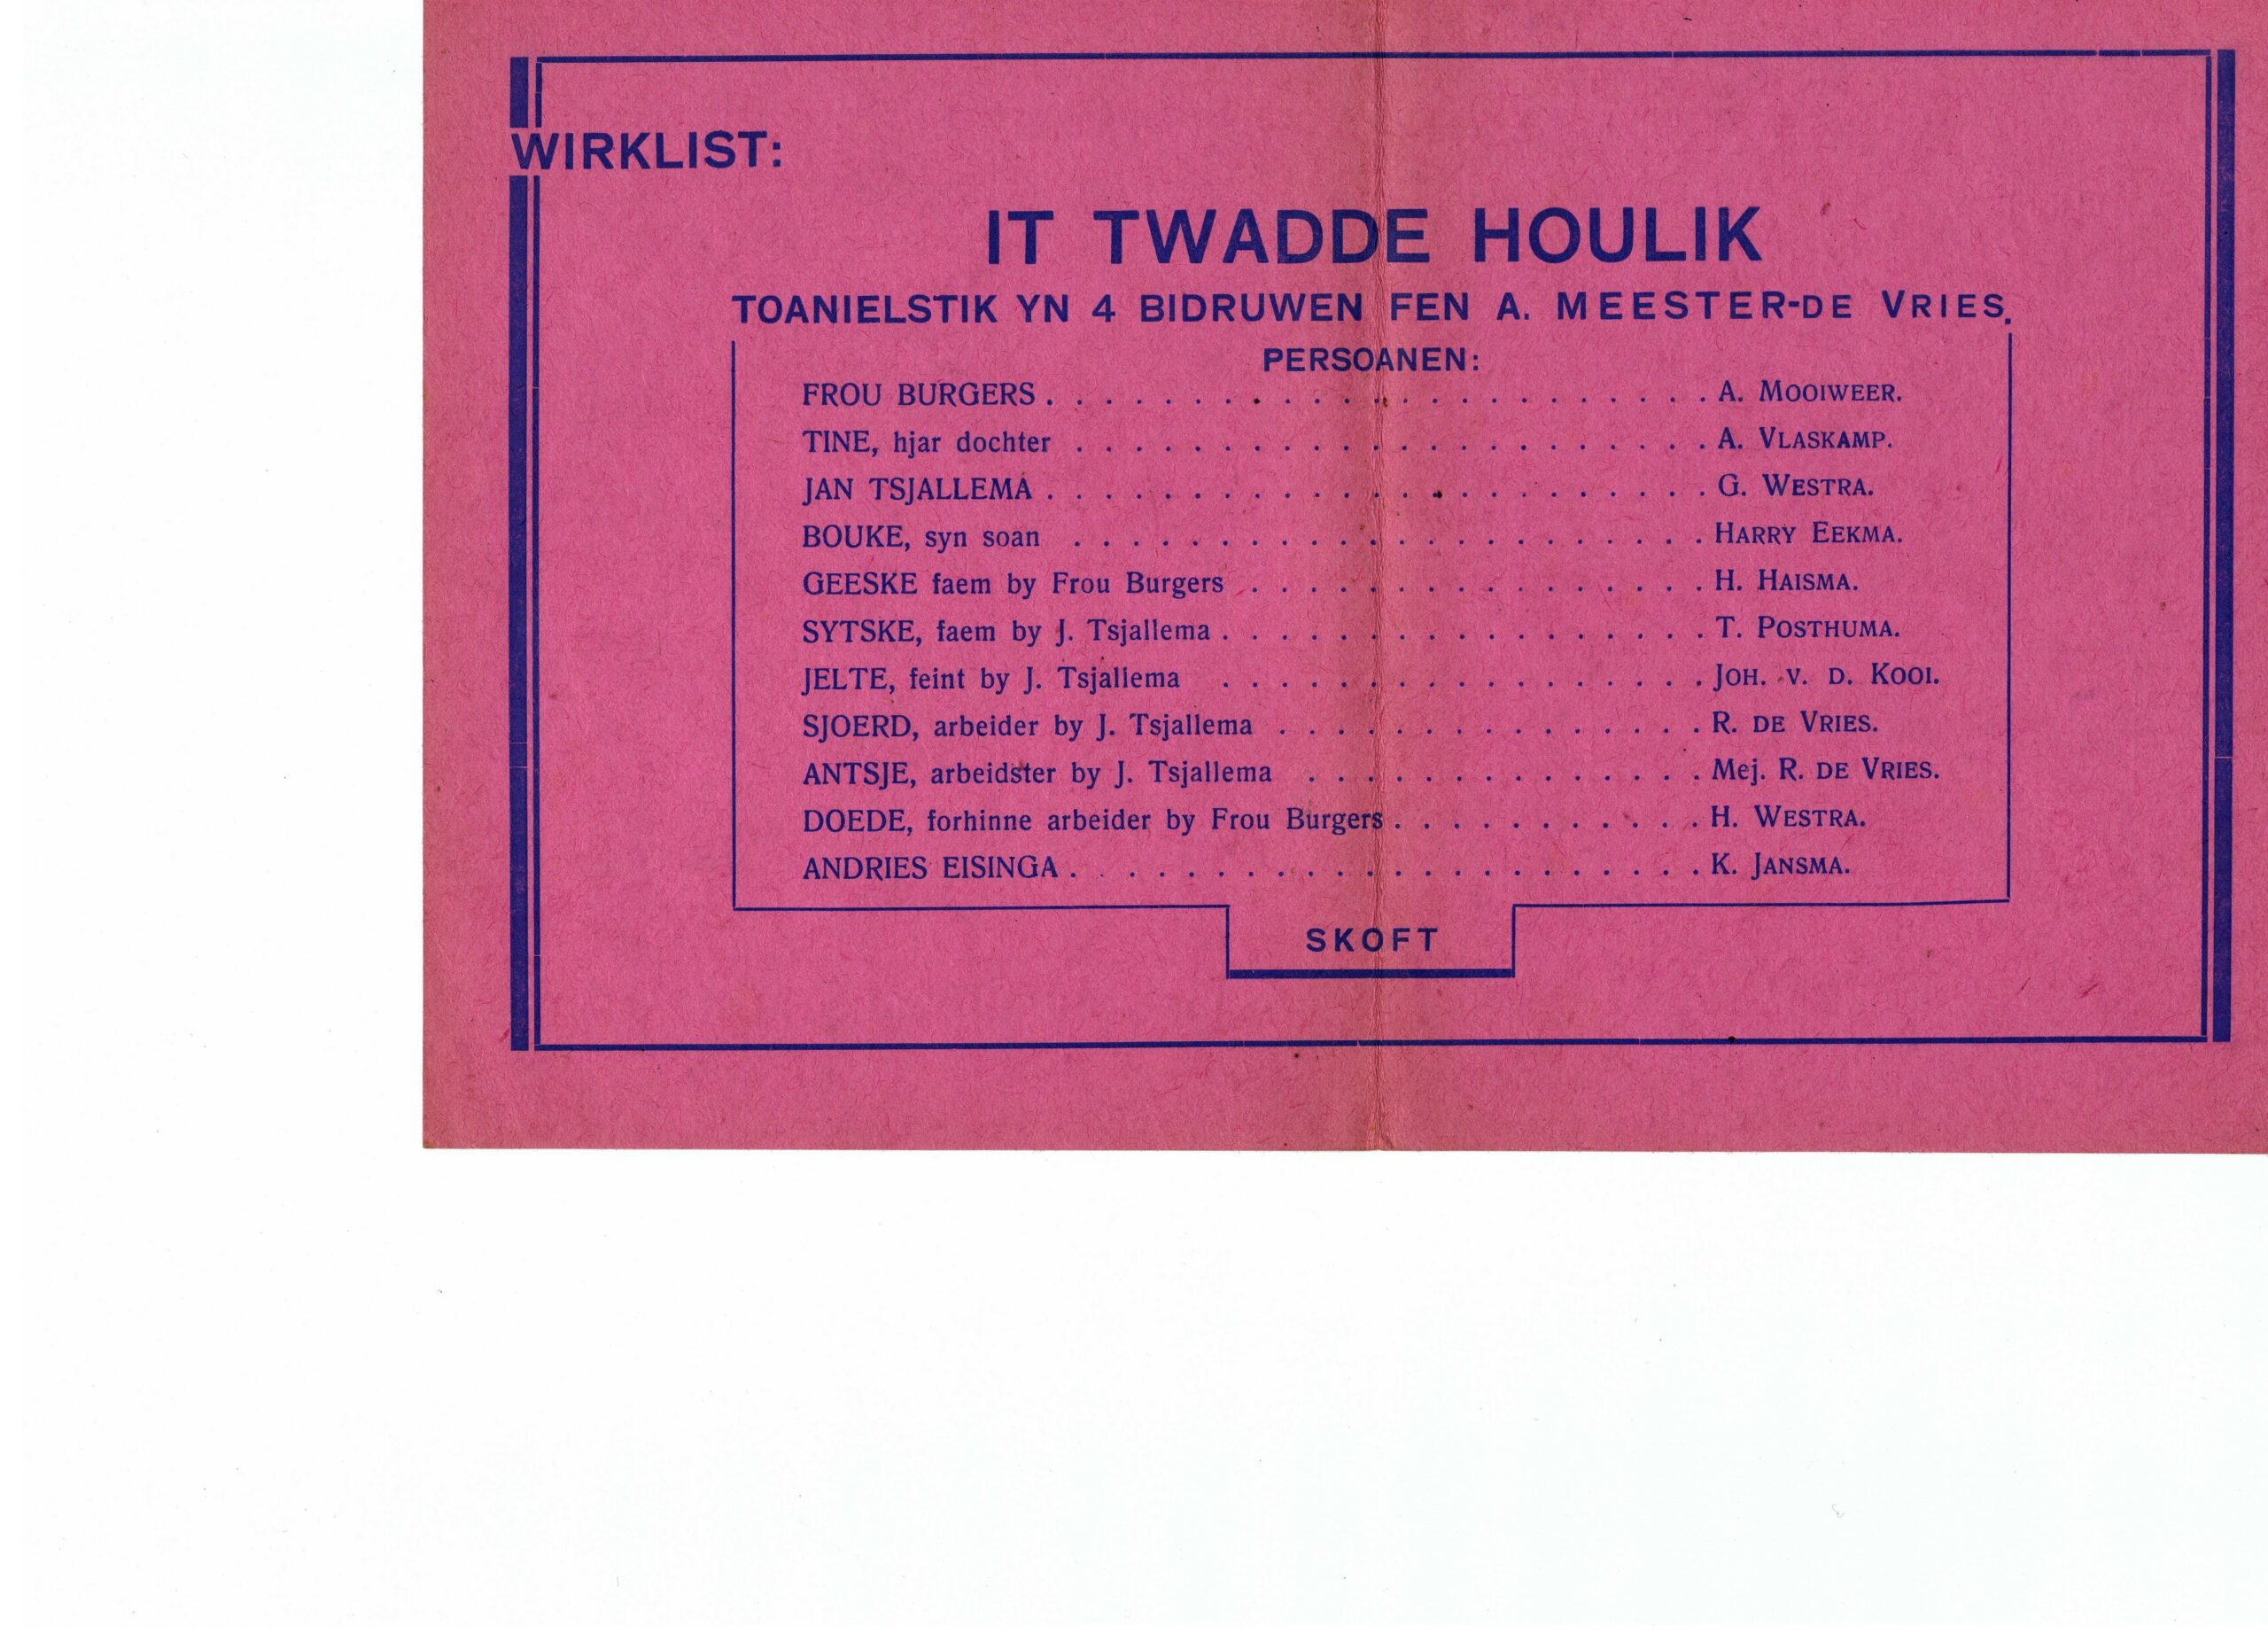 WIRKLIST:
IT TWADDE HOULIK
TOANIELSTIK YN 4 BIDRUWEN FEN A. MEESTER-DE VRIES.
PERSOANEN:
FROU BURGERS . . . . . . . . . . . . . . . . . . . . . . . A. MOOIWEER.
TINE, hjar dochter . . . . . . . . . . . . . . . . . . . . . . A. VLASKAMP.
JAN TSJALLEMA . . . . . . . . . . . . . . . . . . . . . . . G. WESTRA.
BOUKE, syn soan . . . . . . . . . . . . . . . . . . . . . . HARRY EEKMA.
GEESKE faem by Frou Burgers . . . . . . . . . . . . . . . . H. HAISMA.
SYTSKE, faem by J. Tsjallema . . . . . . . . . . . . . . . . . T. POSTHUMA.
JELTE, feint by J. Tsjallema . . . . . . . . . . . . . . . . . JOH. v. D. KOOI.
SJOERD, arbeider by J. Tsjallema . . . . . . . . . . . . . . . R. DE VRIES.
ANTSJE, arbeidster by J. Tsjallema . . . . . . . . . . . . . . Mej. R. DE VRIES.
DOEDE, forhinne arbeider by Frou Burgers . . . . . . . . . . . H. WESTRA.
ANDRIES EISINGA . . . . . . . . . . . . . . . . . . . . . . K. JANSMA.
SKOFT